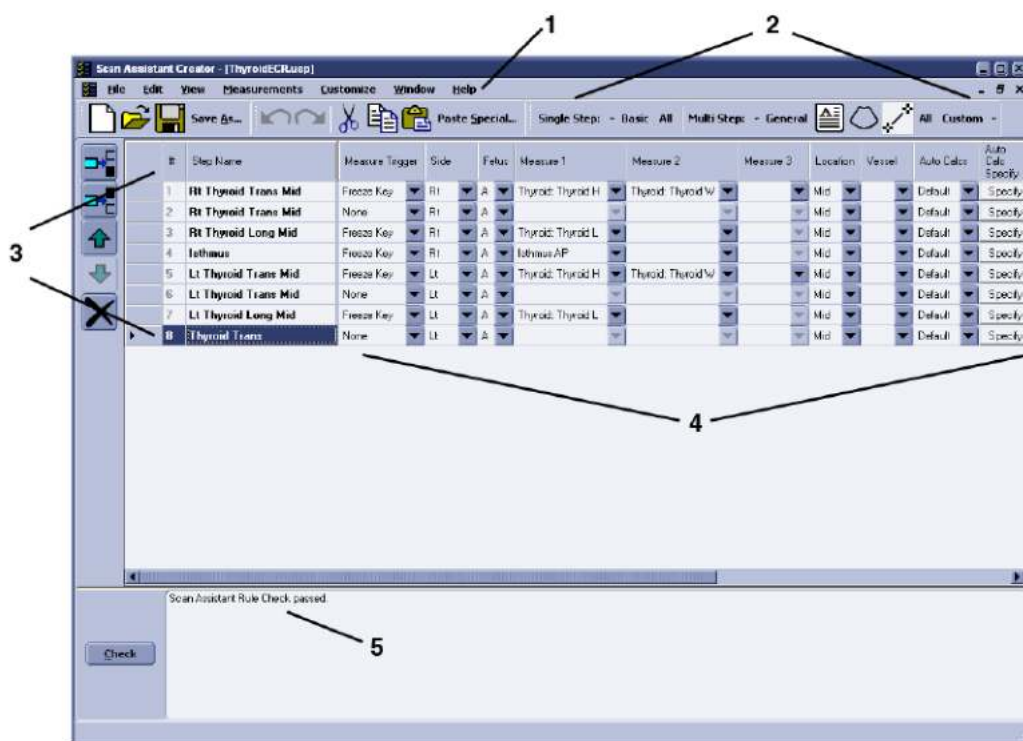 1
2
Scan Assistant Creator - [ThyroidECR.usp]
File Edit View Measurements Customize Window Help
Save As... Paste Special... Single Step: - Basic All Multi Step: - General All Custom -
# Step Name Measure Trigger Side Fetus Measure 1 Measure 2 Measure 3 Location Vessel Auto Calcs Auto Calc Specify
1 Rt Thyroid Trans Mid Freeze Key Rt A Thyroid: Thyroid H Thyroid: Thyroid W Mid Default Specify
2 Rt Thyroid Trans Mid None Rt A Mid Default Specify
3 Rt Thyroid Long Mid Freeze Key Rt A Thyroid: Thyroid L Mid Default Specify
4 Isthmus Freeze Key Rt A Isthmus AP Mid Default Specify
5 Lt Thyroid Trans Mid Freeze Key Lt A Thyroid: Thyroid H Thyroid: Thyroid W Mid Default Specify
6 Lt Thyroid Trans Mid None Lt A Mid Default Specify
7 Lt Thyroid Long Mid Freeze Key Lt A Thyroid: Thyroid L Mid Default Specify
8 Thyroid Trans None Lt A Mid Default Specify
3
4
Scan Assistant Rule Check passed.
5
Check